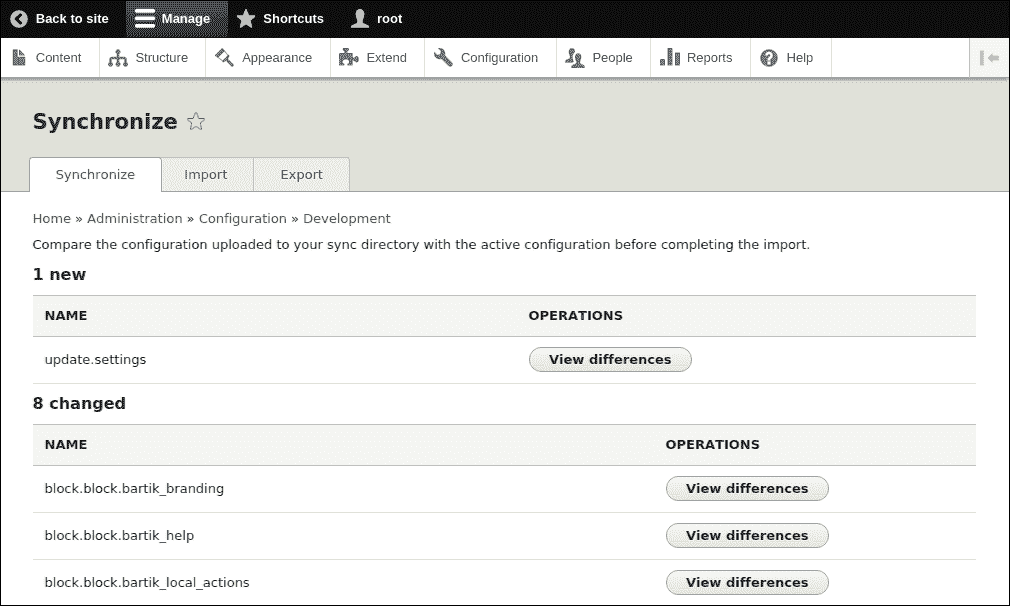 Back to site Manage Shortcuts root
Content Structure Appearance Extend Configuration People Reports Help
Synchronize
Synchronize Import Export
Home » Administration » Configuration » Development
Compare the configuration uploaded to your sync directory with the active configuration before completing the import.
1 new
NAME OPERATIONS
update.settings View differences
8 changed
NAME OPERATIONS
block.block.bartik_branding View differences
block.block.bartik_help View differences
block.block.bartik_local_actions View differences